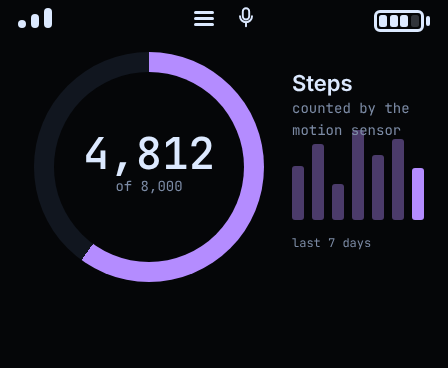 4,812
of 8,000
Steps
counted by the
motion sensor
last 7 days